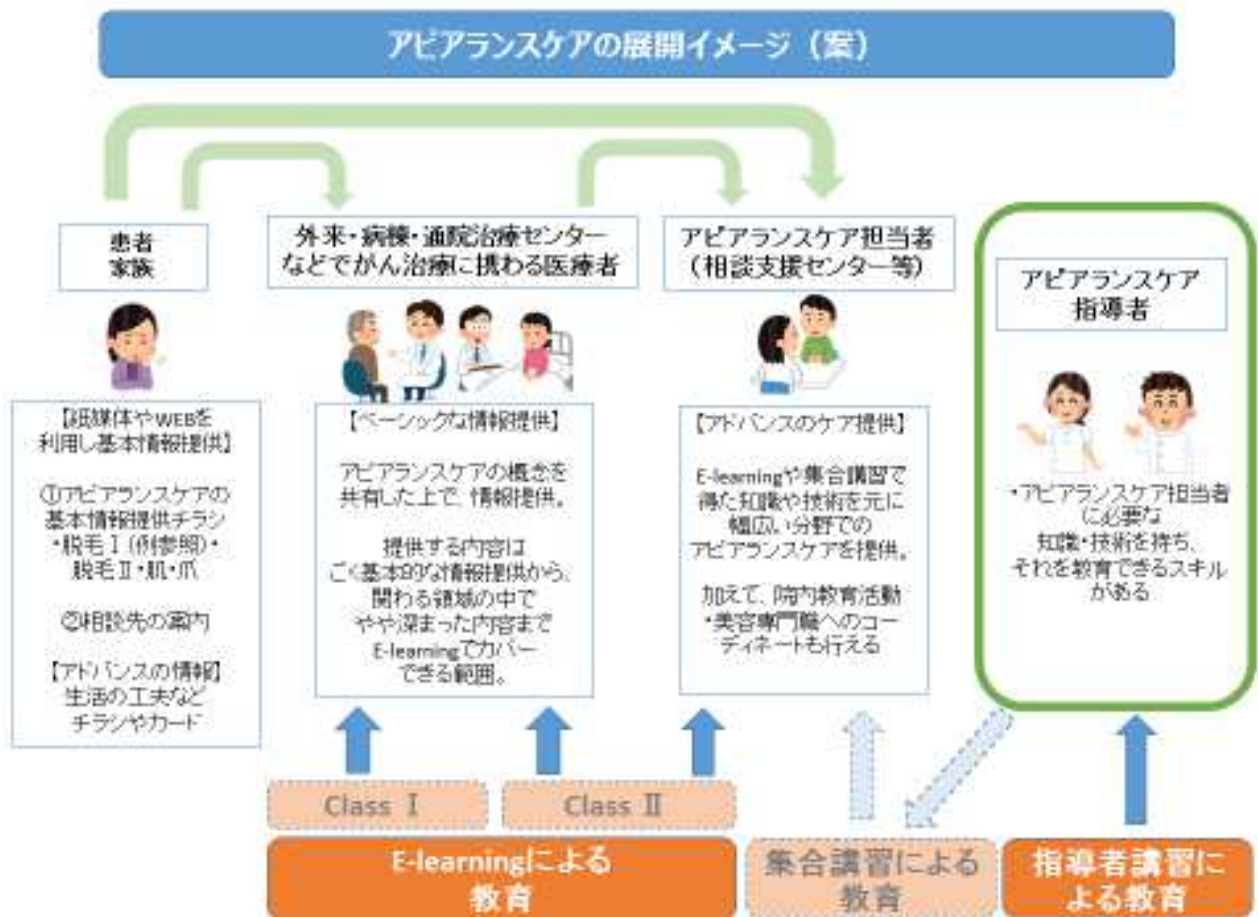 アピアランスケアの展開イメージ（案）
患者
家族
外来・病棟・通院治療センター
などでがん治療に携わる医療者
アピアランスケア担当者
（相談支援センター等）
アピアランスケア
指導者
【紙媒体やWEBを
利用し基本情報提供】
①アピアランスケアの
基本情報提供チラシ
・脱毛Ⅰ（例参照）・
脱毛Ⅱ・肌・爪
②相談先の案内
【アドバンスの情報】
生活の工夫など
チラシやカード
【ベーシックな情報提供】
アピアランスケアの概念を
共有した上で、情報提供。
提供する内容は
ごく基本的な情報提供から、
関わる領域の中で
やや深まった内容まで
E-learningでカバー
できる範囲。
【アドバンスのケア提供】
E-learningや集合講習で
得た知識や技術を元に
幅広い分野での
アピアランスケアを提供。
加えて、院内教育活動
・美容専門職へのコー
ディネートも行える
・アピアランスケア担当者
に必要な
知識・技術を持ち、
それを教育できるスキル
がある
Class Ⅰ
Class Ⅱ
E-learningによる
教育
集合講習による
教育
指導者講習に
よる教育